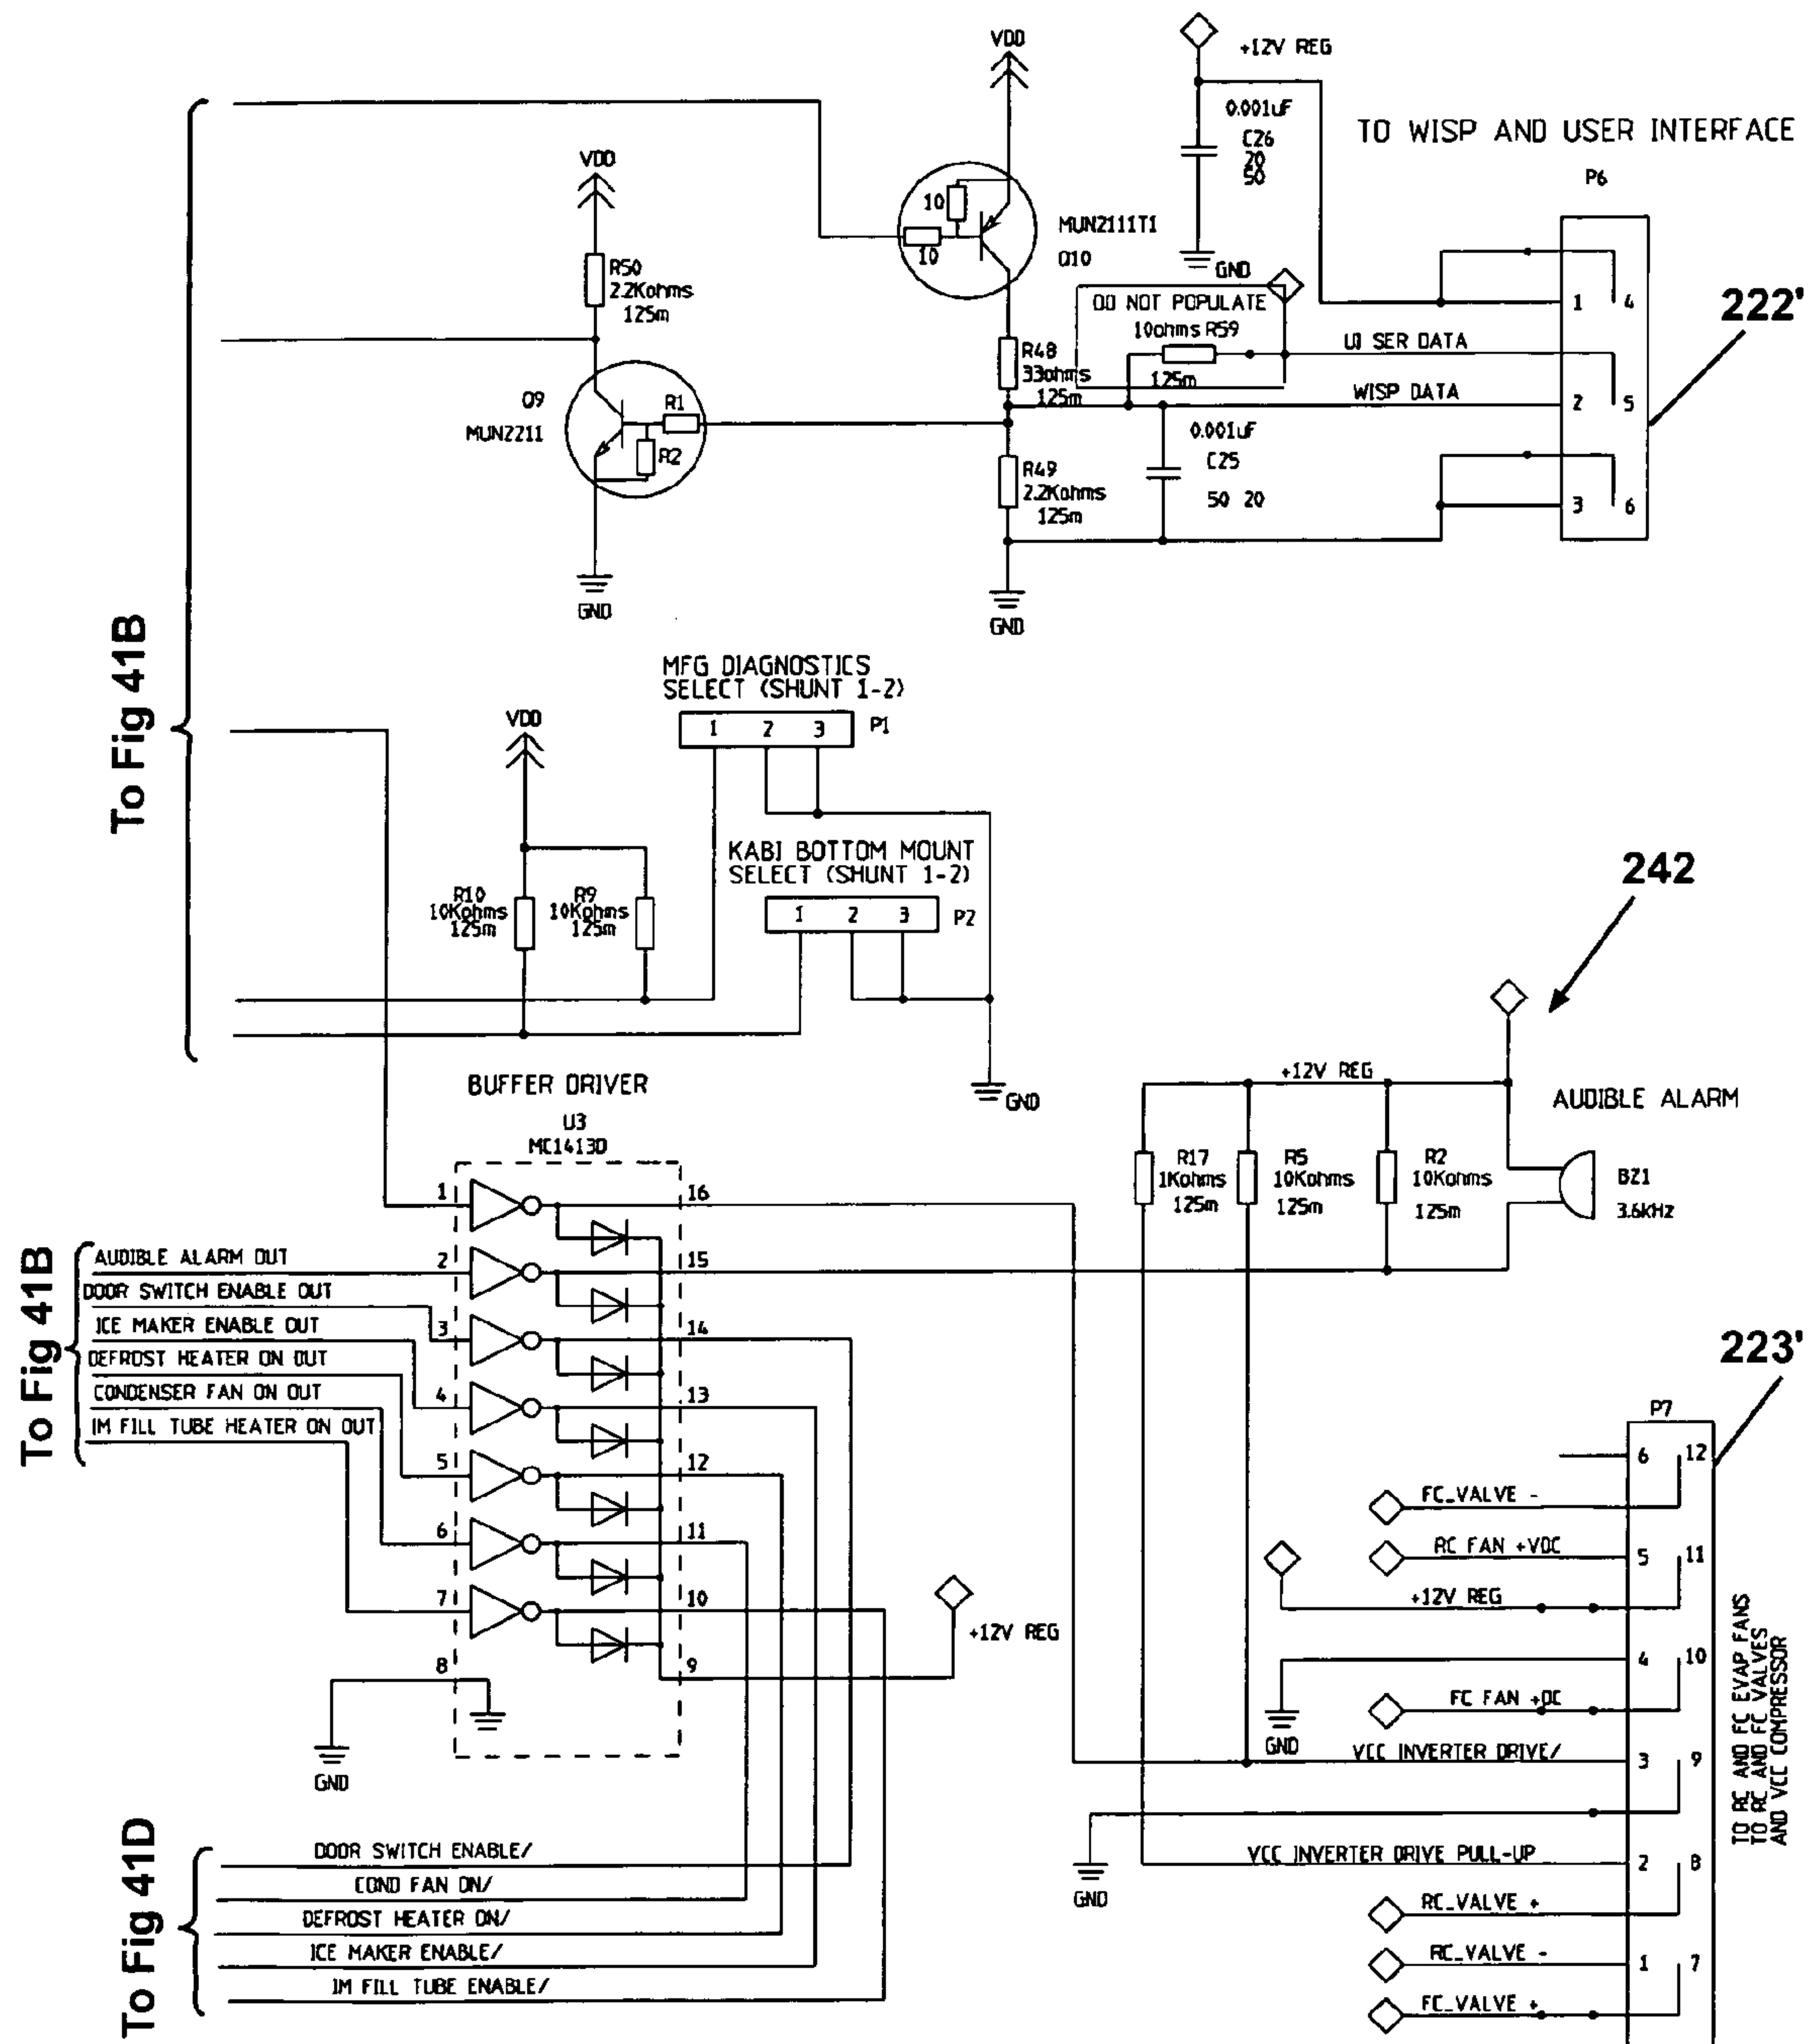 VDD
+12V REG
0.001uF
C26
20
50
TO WISP AND USER INTERFACE
P6
VDD
10
10
MUN2111T1
Q10
GND
R50
2.2Kohms
125m
DO NOT POPULATE
10ohms R59
125m
UI SER DATA
WISP DATA
1
4
2
5
3
6
222'
R48
33ohms
125m
Q9
MUN2211
R1
R2
0.001uF
C25
50 20
R49
2.2Kohms
125m
GND
GND
To Fig 41B
MFG DIAGNOSTICS
SELECT (SHUNT 1-2)
1 2 3 P1
VDD
KABI BOTTOM MOUNT
SELECT (SHUNT 1-2)
1 2 3 P2
R10
10Kohms
125m
R9
10Kohms
125m
GND
242
BUFFER DRIVER
U3
MC1413D
+12V REG
AUDIBLE ALARM
R17
1Kohms
125m
R5
10Kohms
125m
R2
10Kohms
125m
BZ1
3.6KHz
To Fig 41B
AUDIBLE ALARM OUT
DOOR SWITCH ENABLE OUT
ICE MAKER ENABLE OUT
DEFROST HEATER ON OUT
CONDENSER FAN ON OUT
IM FILL TUBE HEATER ON OUT
1 16
2 15
3 14
4 13
5 12
6 11
7 10
8 9
GND
+12V REG
223'
P7
6 12
FC_VALVE -
RC FAN +VDC
5 11
+12V REG
4 10
FC FAN +DC
GND
VCC INVERTER DRIVE/
3 9
GND
VCC INVERTER DRIVE PULL-UP
2 8
RC_VALVE +
RC_VALVE -
1 7
FC_VALVE +
TO RC AND FC EVAP FANS
TO RC AND FC VALVES
AND VCC COMPRESSOR
To Fig 41D
DOOR SWITCH ENABLE/
COND FAN ON/
DEFROST HEATER ON/
ICE MAKER ENABLE/
IM FILL TUBE ENABLE/